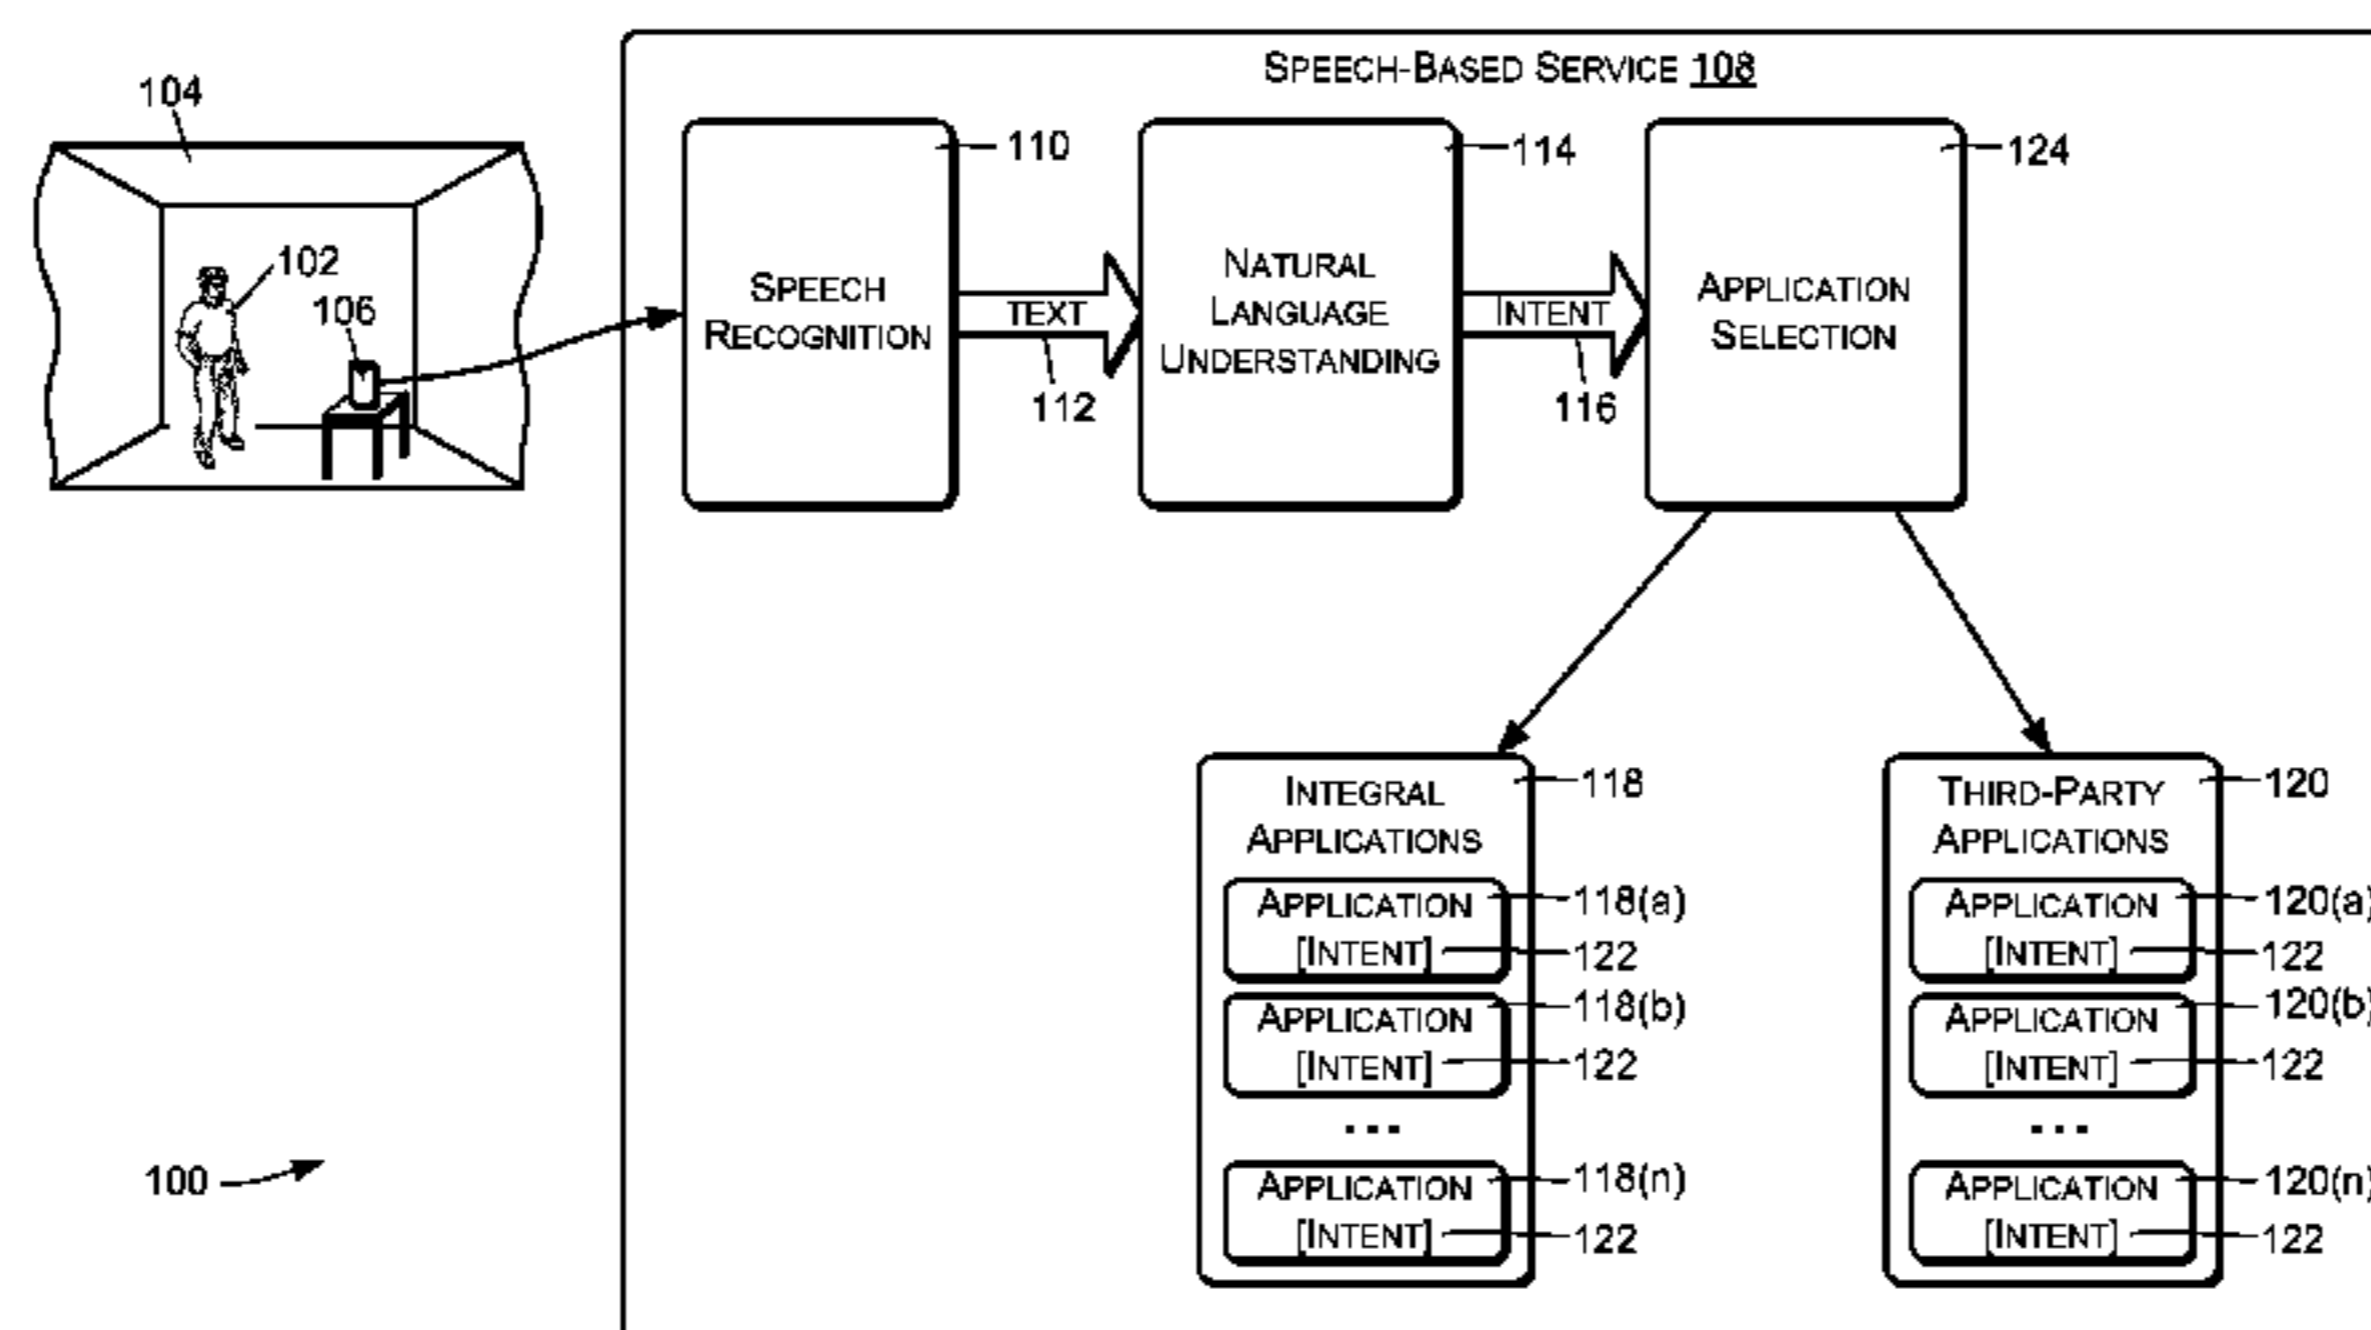 SPEECH-BASED SERVICE 108
104
110
114
124
102
106
SPEECH
RECOGNITION
TEXT
112
NATURAL
LANGUAGE
UNDERSTANDING
INTENT
116
APPLICATION
SELECTION
INTEGRAL
APPLICATIONS
118
APPLICATION
[INTENT]
118(a)
122
APPLICATION
[INTENT]
118(b)
122
...
APPLICATION
[INTENT]
118(n)
122
THIRD-PARTY
APPLICATIONS
120
APPLICATION
[INTENT]
120(a)
122
APPLICATION
[INTENT]
120(b)
122
...
APPLICATION
[INTENT]
120(n)
122
100